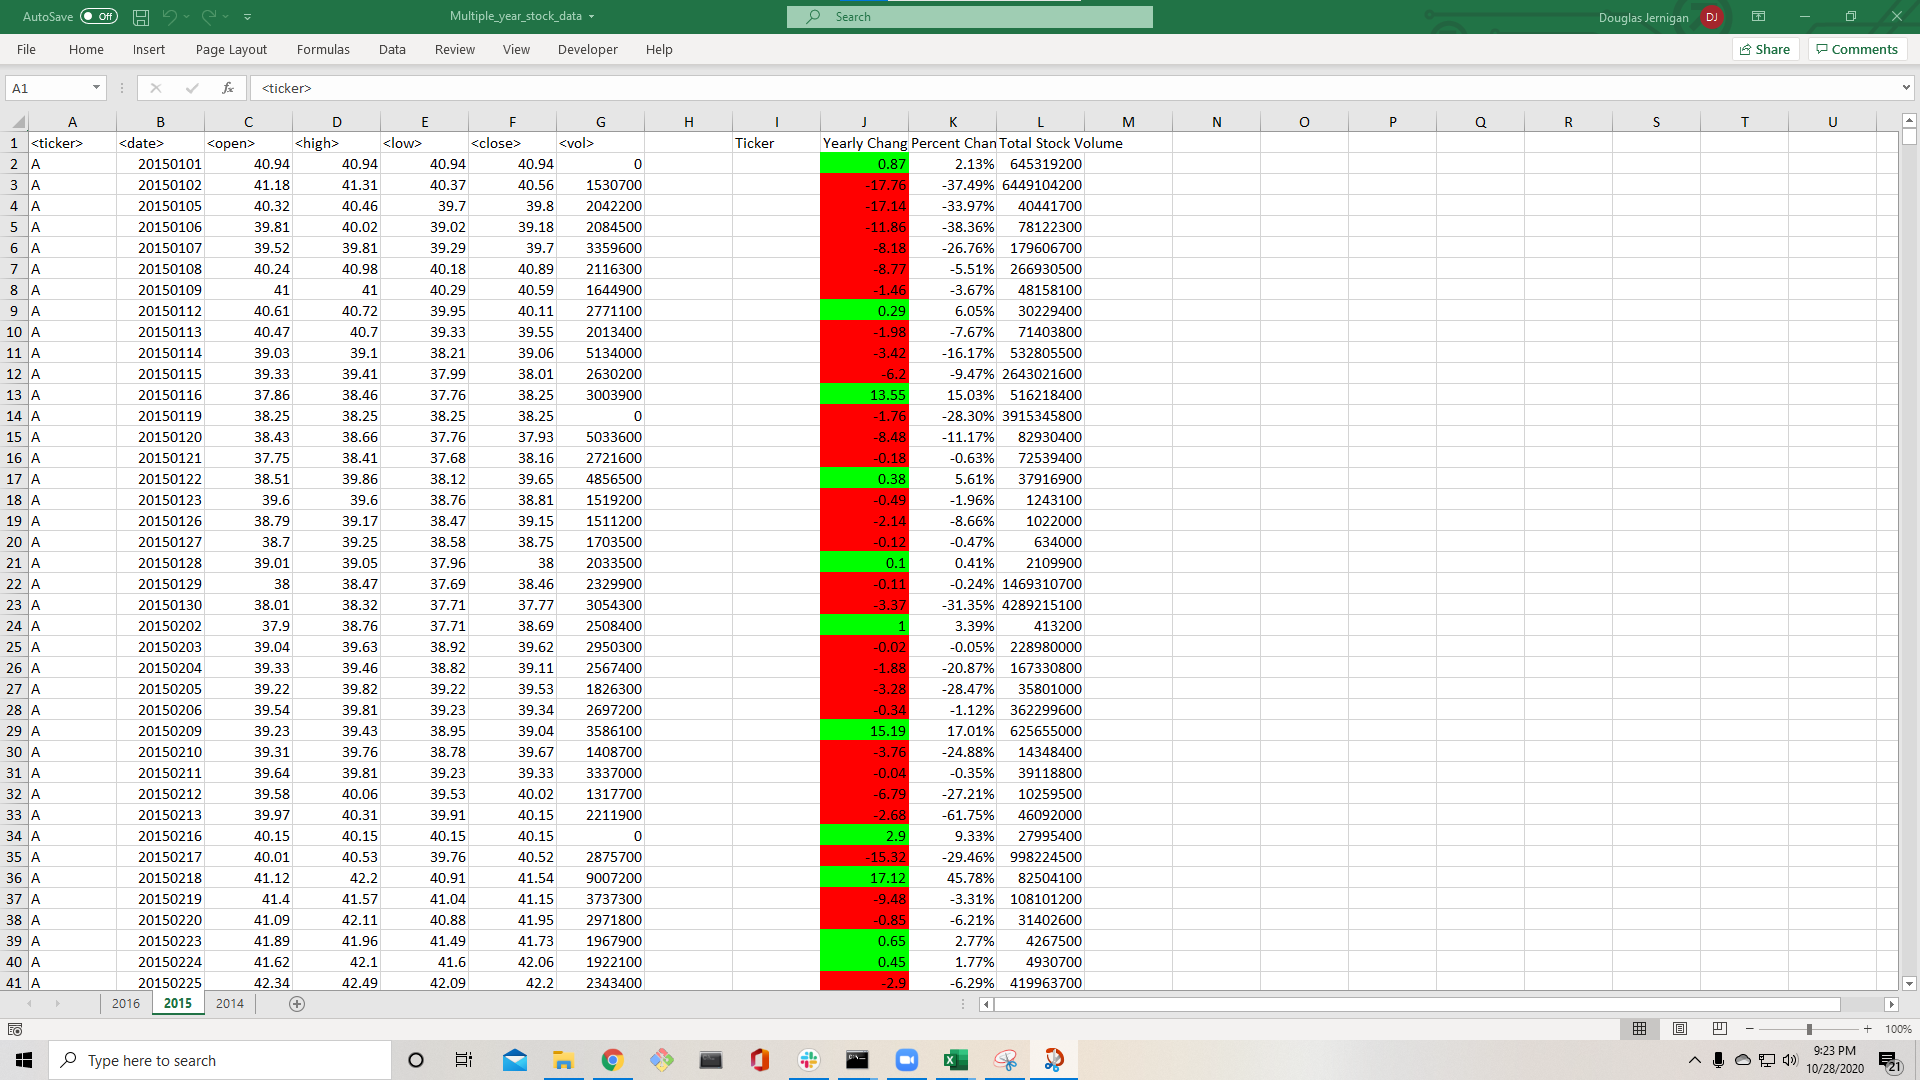 AutoSave Off Multiple_year_stock_data Search Douglas Jernigan DJ
File Home Insert Page Layout Formulas Data Review View Developer Help Share Comments
A1 fx <ticker>
A B C D E F G H I J K L M N O P Q R S T U
1 <ticker> <date> <open> <high> <low> <close> <vol> Ticker Yearly Chang Percent Chan Total Stock Volume
2 A 20150101 40.94 40.94 40.94 40.94 0 0.87 2.13% 645319200
3 A 20150102 41.18 41.31 40.37 40.56 1530700 -17.76 -37.49% 6449104200
4 A 20150105 40.32 40.46 39.7 39.8 2042200 -17.14 -33.97% 40441700
5 A 20150106 39.81 40.02 39.02 39.18 2084500 -11.86 -38.36% 78122300
6 A 20150107 39.52 39.81 39.29 39.7 3359600 -8.18 -26.76% 179606700
7 A 20150108 40.24 40.98 40.18 40.89 2116300 -8.77 -5.51% 266930500
8 A 20150109 41 41 40.29 40.59 1644900 -1.46 -3.67% 48158100
9 A 20150112 40.61 40.72 39.95 40.11 2771100 0.29 6.05% 30229400
10 A 20150113 40.47 40.7 39.33 39.55 2013400 -1.98 -7.67% 71403800
11 A 20150114 39.03 39.1 38.21 39.06 5134000 -3.42 -16.17% 532805500
12 A 20150115 39.33 39.41 37.99 38.01 2630200 -6.2 -9.47% 2643021600
13 A 20150116 37.86 38.46 37.76 38.25 3003900 13.55 15.03% 516218400
14 A 20150119 38.25 38.25 38.25 38.25 0 -1.76 -28.30% 3915345800
15 A 20150120 38.43 38.66 37.76 37.93 5033600 -8.48 -11.17% 82930400
16 A 20150121 37.75 38.41 37.68 38.16 2721600 -0.18 -0.63% 72539400
17 A 20150122 38.51 39.86 38.12 39.65 4856500 0.38 5.61% 37916900
18 A 20150123 39.6 39.6 38.76 38.81 1519200 -0.49 -1.96% 1243100
19 A 20150126 38.79 39.17 38.47 39.15 1511200 -2.14 -8.66% 1022000
20 A 20150127 38.7 39.25 38.58 38.75 1703500 -0.12 -0.47% 634000
21 A 20150128 39.01 39.05 37.96 38 2033500 0.1 0.41% 2109900
22 A 20150129 38 38.47 37.69 38.46 2329900 -0.11 -0.24% 1469310700
23 A 20150130 38.01 38.32 37.71 37.77 3054300 -3.37 -31.35% 4289215100
24 A 20150202 37.9 38.76 37.71 38.69 2508400 1 3.39% 413200
25 A 20150203 39.04 39.63 38.92 39.62 2950300 -0.02 -0.05% 228980000
26 A 20150204 39.33 39.46 38.82 39.11 2567400 -1.88 -20.87% 167330800
27 A 20150205 39.22 39.82 39.22 39.53 1826300 -3.28 -28.47% 35801000
28 A 20150206 39.54 39.81 39.23 39.34 2697200 -0.34 -1.12% 362299600
29 A 20150209 39.23 39.43 38.95 39.04 3586100 15.19 17.01% 625655000
30 A 20150210 39.31 39.76 38.78 39.67 1408700 -3.76 -24.88% 14348400
31 A 20150211 39.64 39.81 39.23 39.33 3337000 -0.04 -0.35% 39118800
32 A 20150212 39.58 40.06 39.53 40.02 1317700 -6.79 -27.21% 10259500
33 A 20150213 39.97 40.31 39.91 40.15 2211900 -2.68 -61.75% 46092000
34 A 20150216 40.15 40.15 40.15 40.15 0 2.9 9.33% 27995400
35 A 20150217 40.01 40.53 39.76 40.52 2875700 -15.32 -29.46% 998224500
36 A 20150218 41.12 42.2 40.91 41.54 9007200 17.12 45.78% 82504100
37 A 20150219 41.4 41.57 41.04 41.15 3737300 -9.48 -3.31% 108101200
38 A 20150220 41.09 42.11 40.88 41.95 2971800 -0.85 -6.21% 31402600
39 A 20150223 41.89 41.96 41.49 41.73 1967900 0.65 2.77% 4267500
40 A 20150224 41.62 42.1 41.6 42.06 1922100 0.45 1.77% 4930700
41 A 20150225 42.34 42.49 42.09 42.2 2343400 -2.9 -6.29% 419963700
2016 2015 2014
100%
Type here to search 9:23 PM
10/28/2020 21